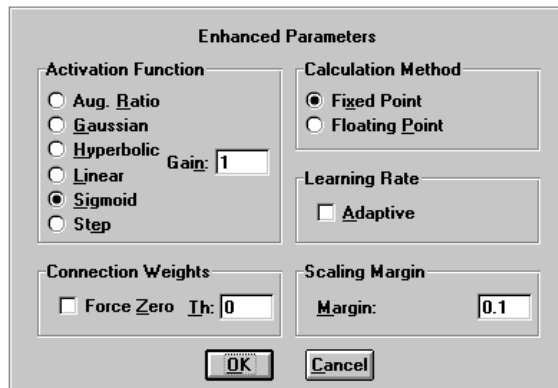 Enhanced Parameters
Activation Function
Aug. Ratio
Gaussian
Hyperbolic
Linear
Sigmoid
Step
Gain: 1
Calculation Method
Fixed Point
Floating Point
Learning Rate
Adaptive
Connection Weights
Force Zero Th: 0
Scaling Margin
Margin: 0.1
OK Cancel